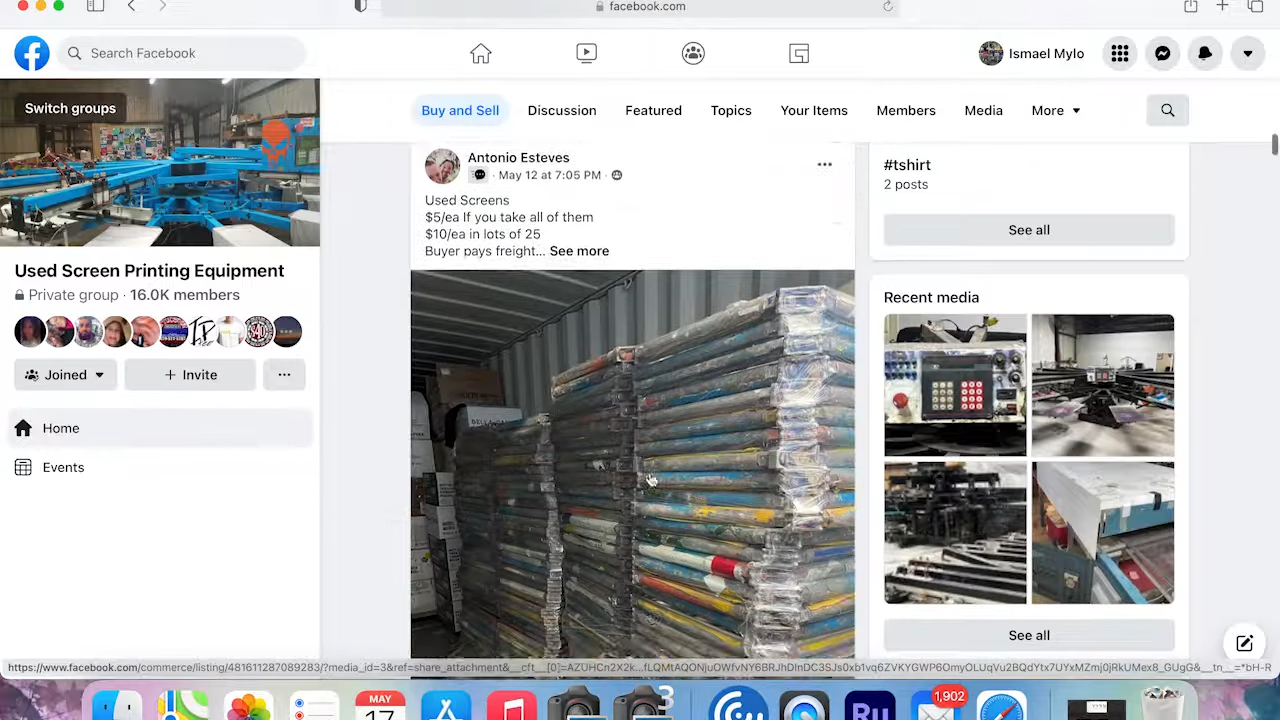 facebook.com
Search Facebook
Ismael Mylo
Switch groups
Buy and Sell
Discussion
Featured
Topics
Your Items
Members
Media
More
Used Screen Printing Equipment
Private group · 16.0K members
Joined
+ Invite
Home
Events
Antonio Esteves
· May 12 at 7:05 PM ·
Used Screens
$5/ea If you take all of them
$10/ea in lots of 25
Buyer pays freight... See more
#tshirt
2 posts
See all
Recent media
See all
MAY
17
3
Ru
1,902